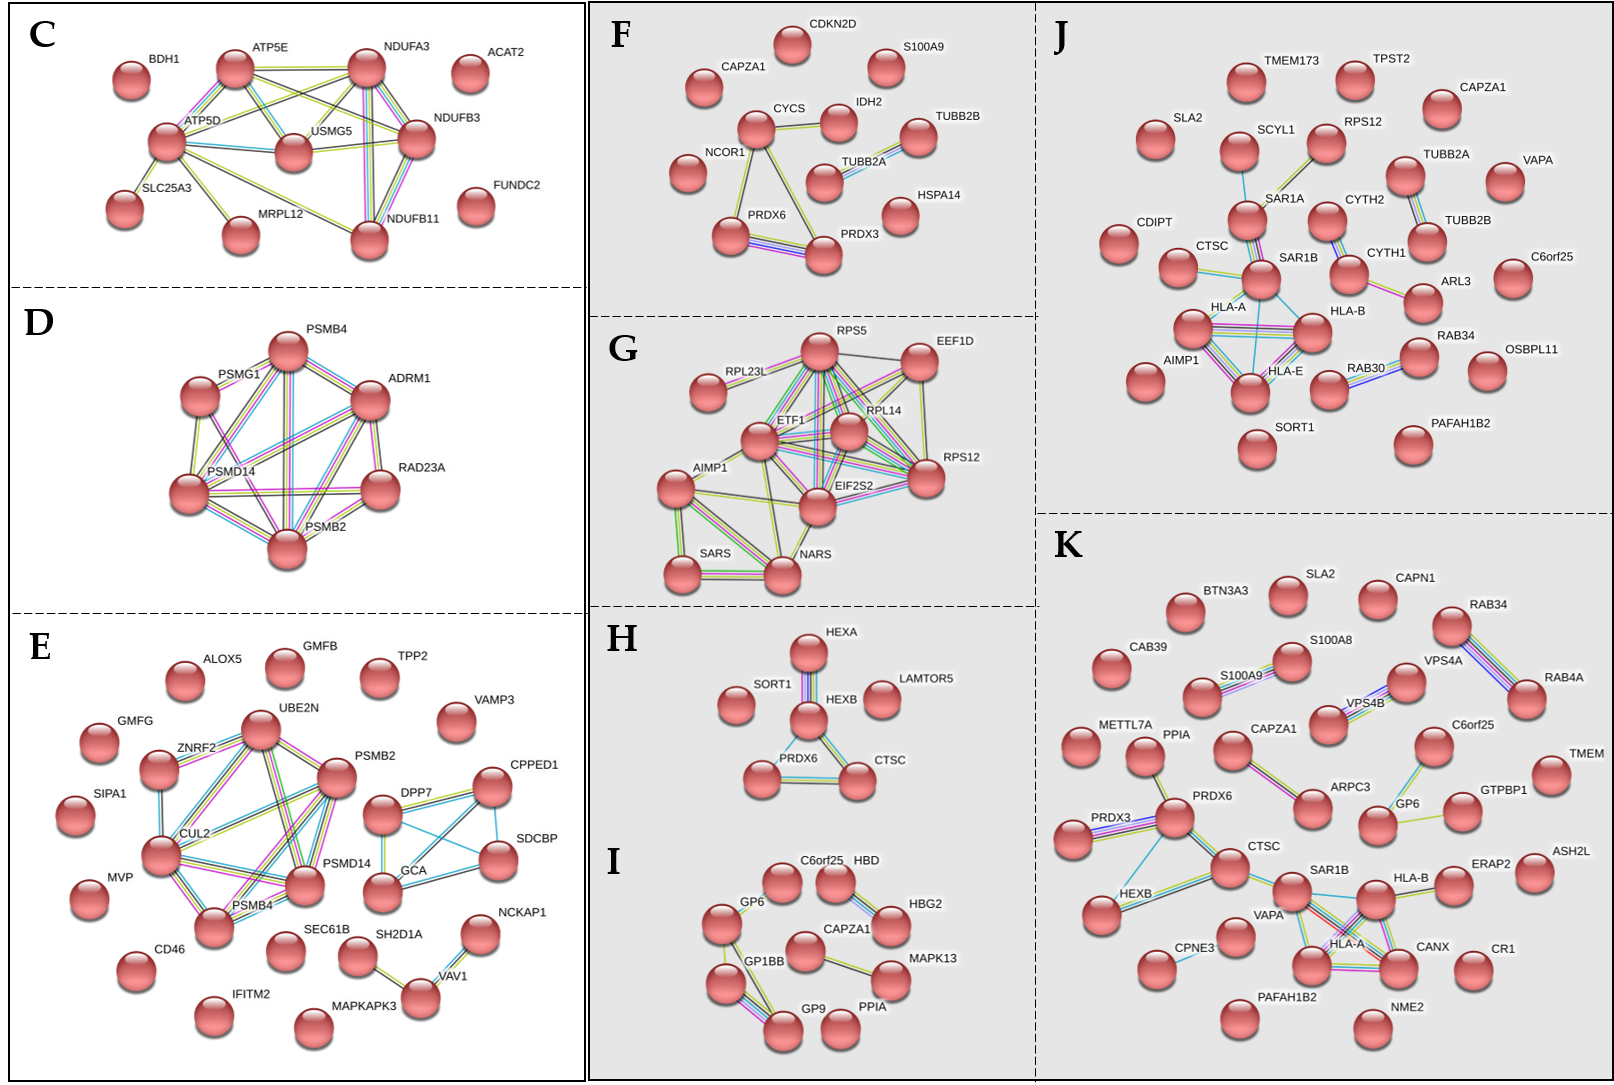 C
BDH1
ATP5E
NDUFA3
ACAT2
ATP5D
USMG5
NDUFB3
SLC25A3
MRPL12
NDUFB11
FUNDC2
D
PSMB4
PSMG1
ADRM1
PSMD14
RAD23A
PSMB2
E
ALOX5
GMFB
TPP2
VAMP3
GMFG
UBE2N
ZNRF2
PSMB2
CPPED1
DPP7
SIPA1
CUL2
SDCBP
PSMD14
GCA
MVP
PSMB4
NCKAP1
SEC61B
SH2D1A
CD46
VAV1
IFITM2
MAPKAPK3
F
CDKN2D
S100A9
CAPZA1
CYCS
IDH2
TUBB2B
NCOR1
TUBB2A
HSPA14
PRDX6
PRDX3
G
RPS5
EEF1D
RPL23L
ETF1
RPL14
AIMP1
RPS12
EIF2S2
SARS
NARS
H
HEXA
SORT1
LAMTOR5
HEXB
PRDX6
CTSC
I
C6orf25
HBD
GP6
HBG2
CAPZA1
GP1BB
MAPK13
GP9
PPIA
J
TMEM173
TPST2
CAPZA1
SLA2
SCYL1
RPS12
TUBB2A
VAPA
SAR1A
CYTH2
TUBB2B
CDIPT
CTSC
SAR1B
CYTH1
C6orf25
ARL3
HLA-A
HLA-B
RAB34
AIMP1
HLA-E
RAB30
OSBPL11
SORT1
PAFAH1B2
K
BTN3A3
SLA2
CAPN1
RAB34
CAB39
S100A8
S100A9
VPS4A
RAB4A
VPS4B
METTL7A
PPIA
CAPZA1
C6orf25
TMEM
PRDX6
ARPC3
GP6
GTPBP1
PRDX3
CTSC
SAR1B
HLA-B
ERAP2
ASH2L
HEXB
VAPA
HLA-A
CANX
CR1
CPNE3
PAFAH1B2
NME2